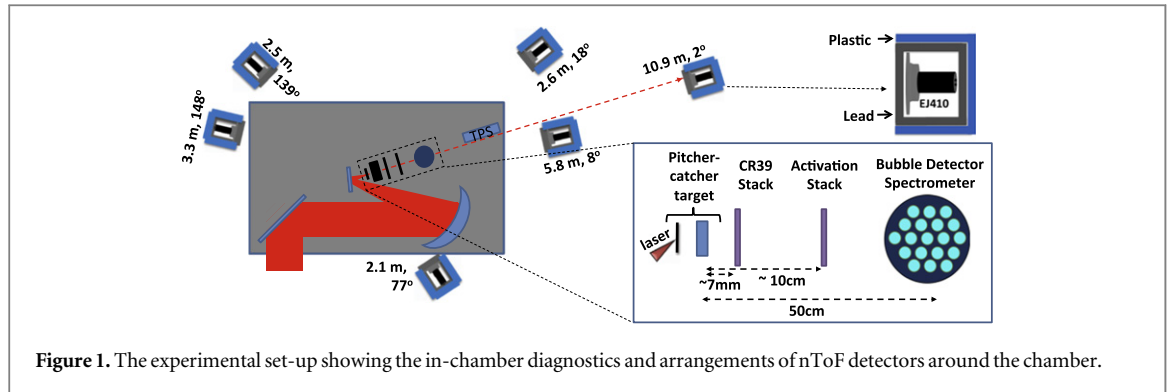 2.5 m,
139°
3.3 m, 148°
2.6 m, 18°
10.9 m, 2°
TPS
5.8 m, 8°
2.1 m,
77°
Plastic
EJ410
Lead
Pitcher-
catcher
target
CR39
Stack
Activation
Stack
Bubble Detector
Spectrometer
laser
~7mm
~ 10cm
50cm
Figure 1. The experimental set-up showing the in-chamber diagnostics and arrangements of nToF detectors around the chamber.